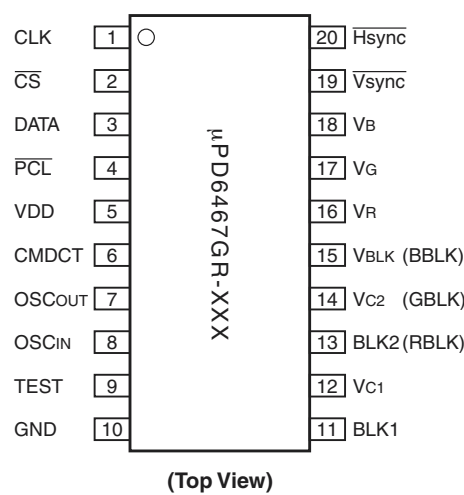 CLK 1 20 Hsync
CS 2 19 Vsync
DATA 3 18 VB
PCL 4 17 VG
VDD 5 16 VR
CMDCT 6 15 VBLK (BBLK)
OSCOUT 7 14 VC2 (GBLK)
OSCIN 8 13 BLK2 (RBLK)
TEST 9 12 VC1
GND 10 11 BLK1
µPD6467GR-XXX
(Top View)